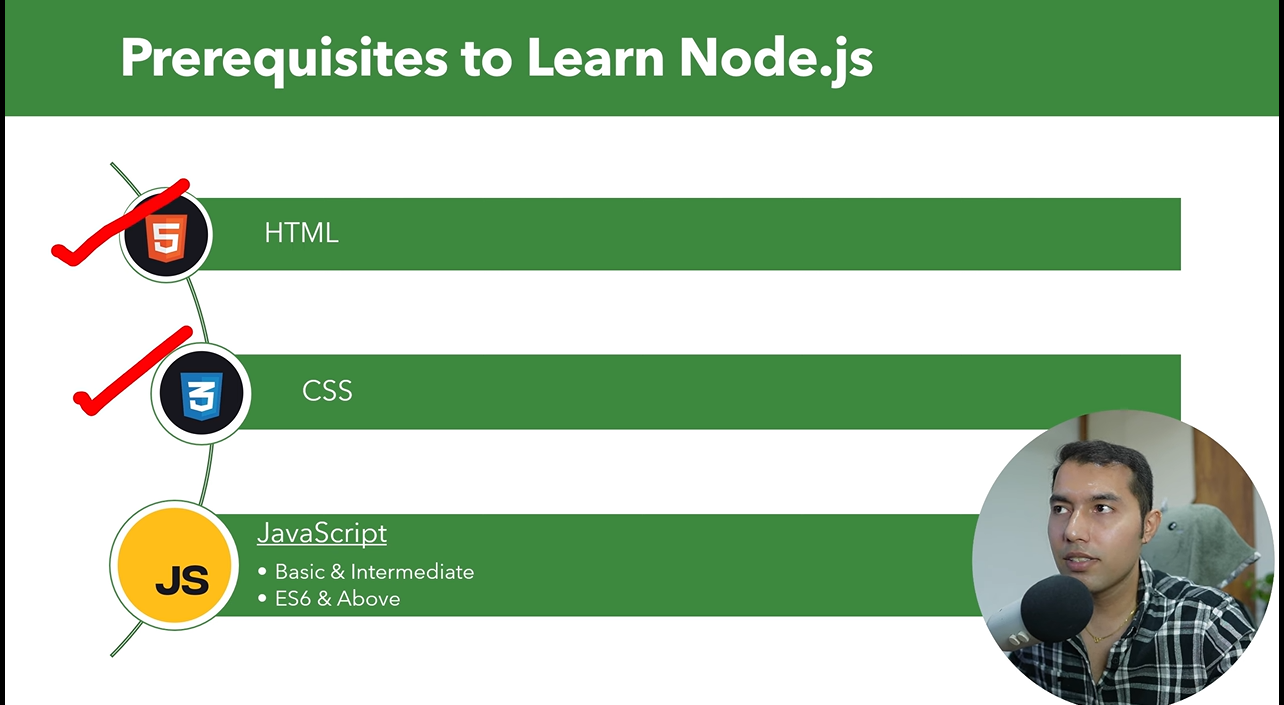 Prerequisites to Learn Node.js
5
HTML
3
CSS
JS
JavaScript
• Basic & Intermediate
• ES6 & Above